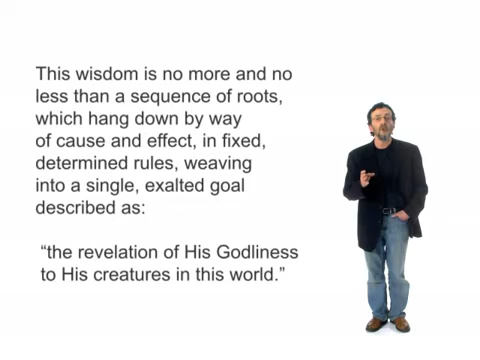 This wisdom is no more and no
less than a sequence of roots,
which hang down by way
of cause and effect, in fixed,
determined rules, weaving
into a single, exalted goal
described as:
“the revelation of His Godliness
to His creatures in this world.”